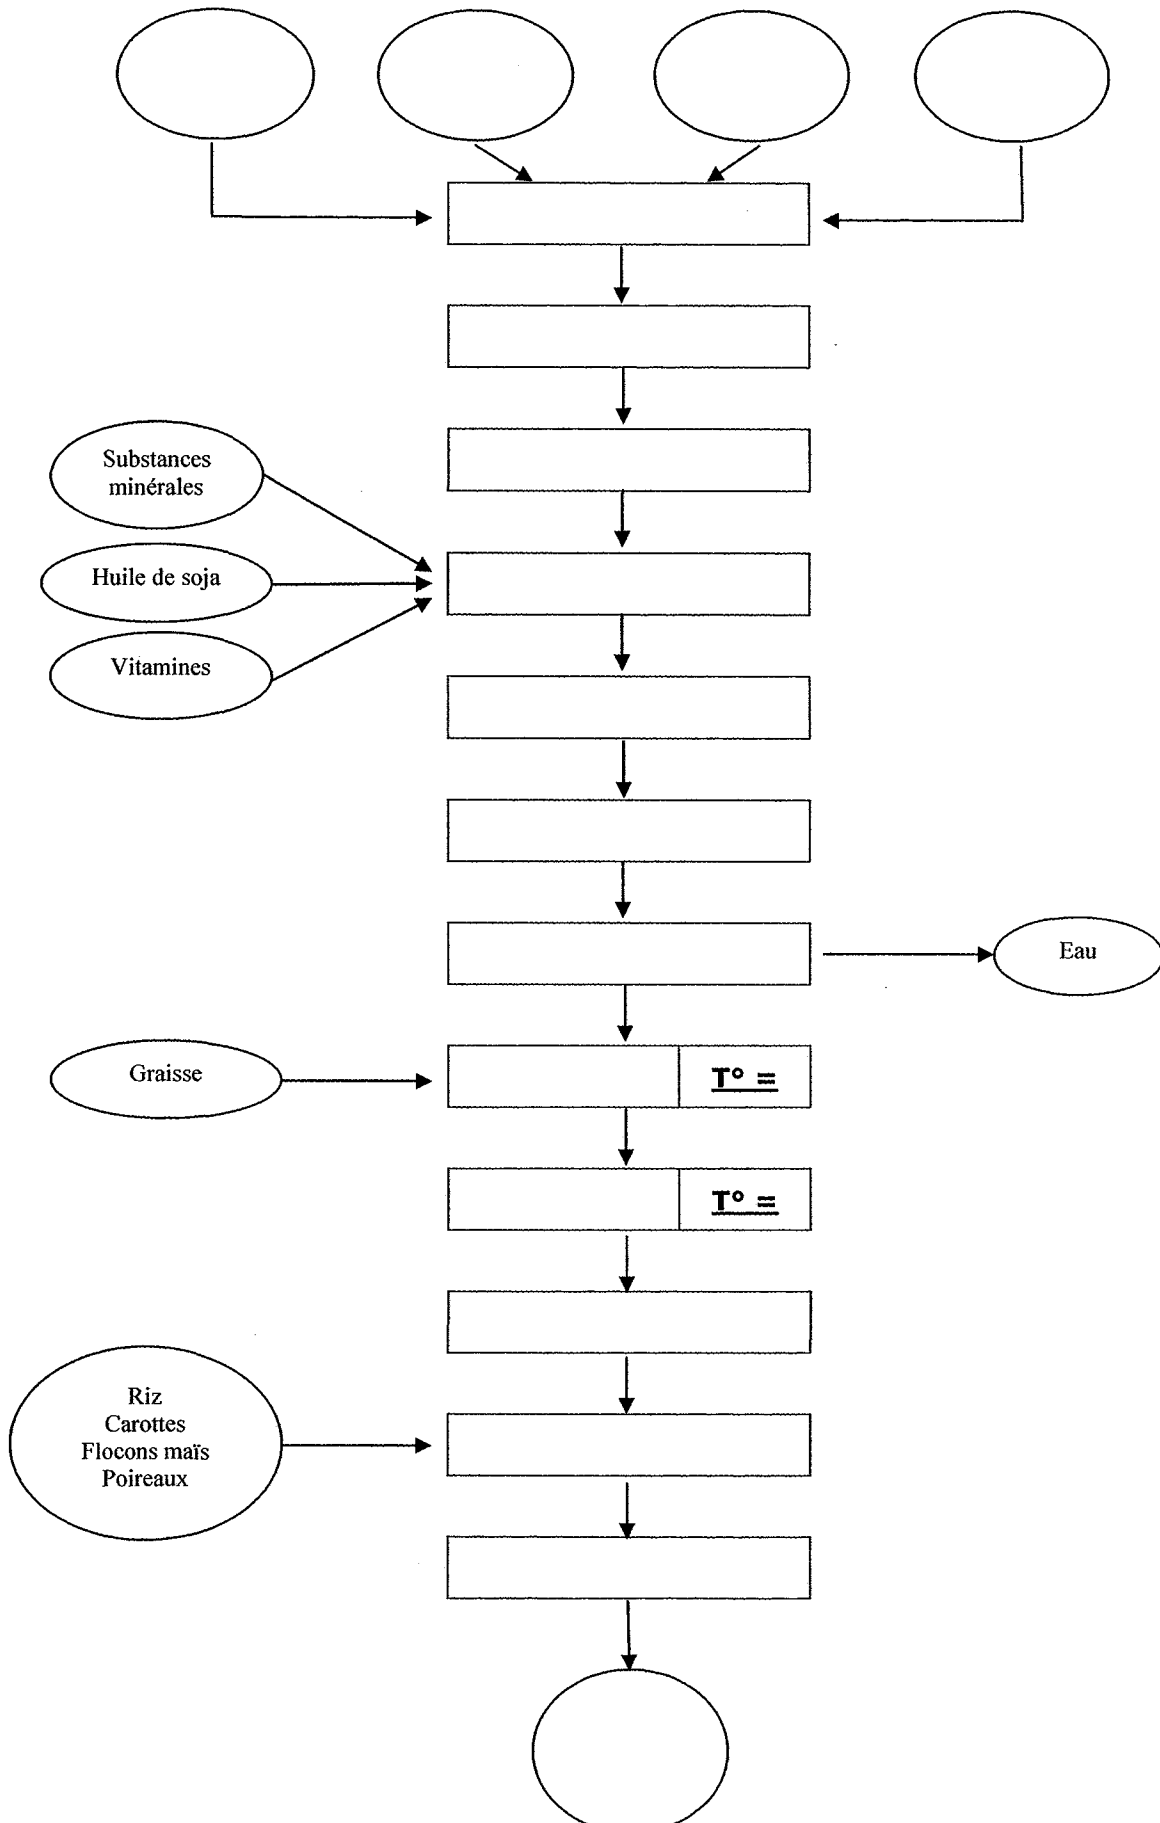 Substances
minérales
Huile de soja
Vitamines
Eau
Graisse
T° =
T° =
Riz
Carottes
Flocons maïs
Poireaux